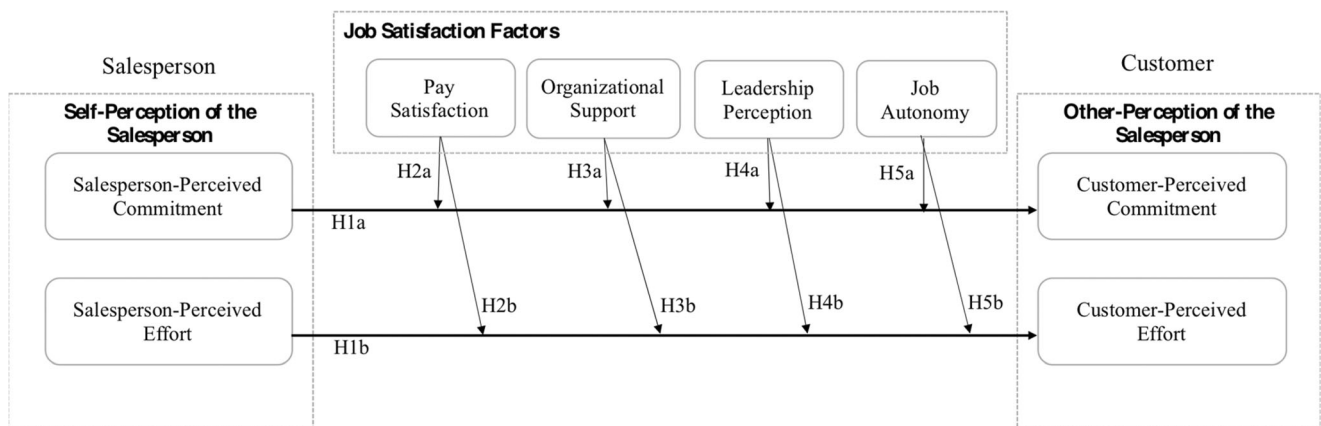 Job Satisfaction Factors
Salesperson
Customer
Pay
Satisfaction
Organizational
Support
Leadership
Perception
Job
Autonomy
Self-Perception of the
Salesperson
Other-Perception of the
Salesperson
H2a
H3a
H4a
H5a
Salesperson-Perceived
Commitment
Customer-Perceived
Commitment
H1a
Salesperson-Perceived
Effort
H2b
H3b
H4b
H5b
Customer-Perceived
Effort
H1b